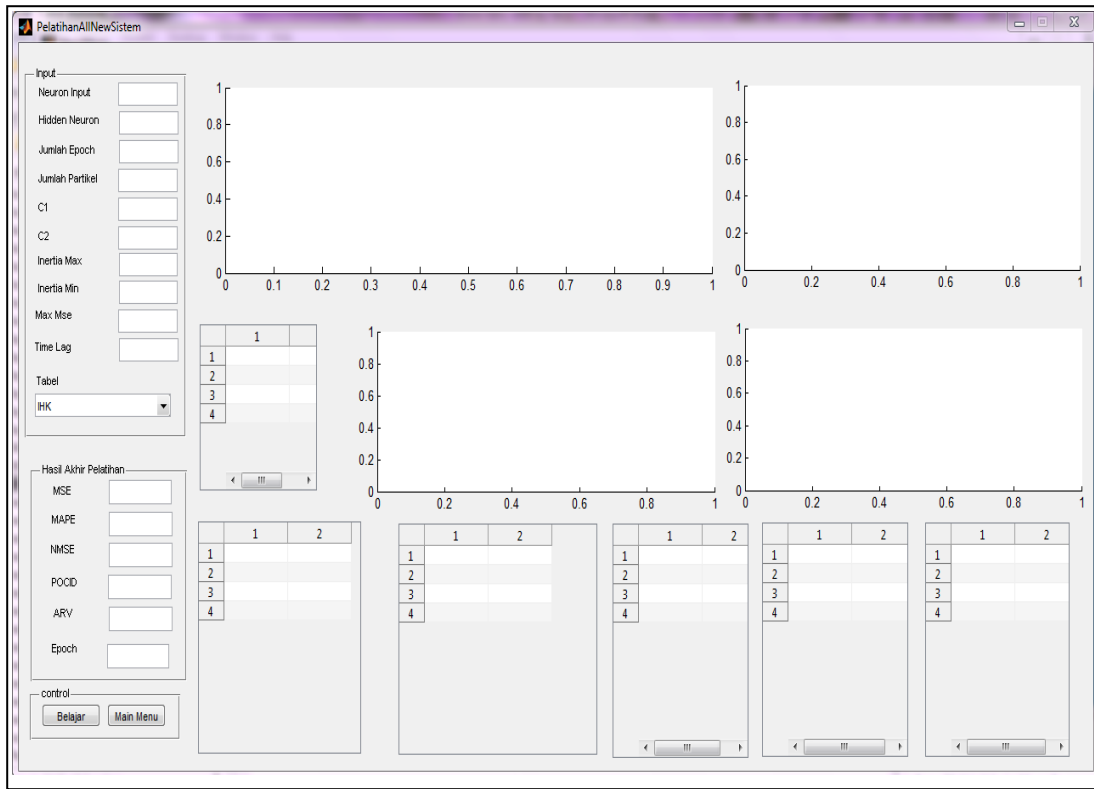 PelatihanAllNewSistem
Input
Neuron Input
Hidden Neuron
Jumlah Epoch
Jumlah Partikel
C1
C2
Inertia Max
Inertia Min
Max Mse
Time Lag
Tabel
IHK
Hasil Akhir Pelatihan
MSE
MAPE
NMSE
POCID
ARV
Epoch
control
Belajar Main Menu
1
0.8
0.6
0.4
0.2
0
0 0.1 0.2 0.3 0.4 0.5 0.6 0.7 0.8 0.9 1
1
0.8
0.6
0.4
0.2
0
0 0.2 0.4 0.6 0.8 1
1
1
2
3
4
1
0.8
0.6
0.4
0.2
0
0 0.2 0.4 0.6 0.8 1
1
0.8
0.6
0.4
0.2
0
0 0.2 0.4 0.6 0.8 1
1 2
1
2
3
4
1 2
1
2
3
4
1 2
1
2
3
4
1 2
1
2
3
4
1 2
1
2
3
4